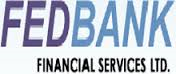 FEDBANK
FINANCIAL SERVICES LTD.